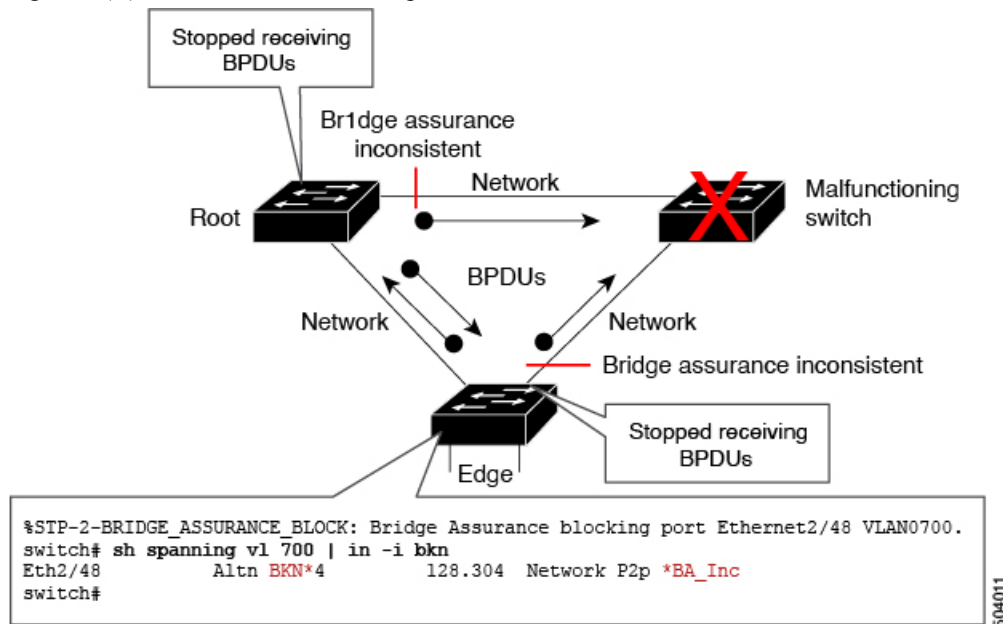 Stopped receiving
BPDUs
Br1dge assurance
inconsistent
Network
Root
Malfunctioning
switch
BPDUs
Network
Network
Bridge assurance inconsistent
Stopped receiving
BPDUs
Edge
%STP-2-BRIDGE_ASSURANCE_BLOCK: Bridge Assurance blocking port Ethernet2/48 VLAN0700.
switch# sh spanning vl 700 | in -i bkn
Eth2/48 Altn BKN*4 128.304 Network P2p *BA_Inc
switch#